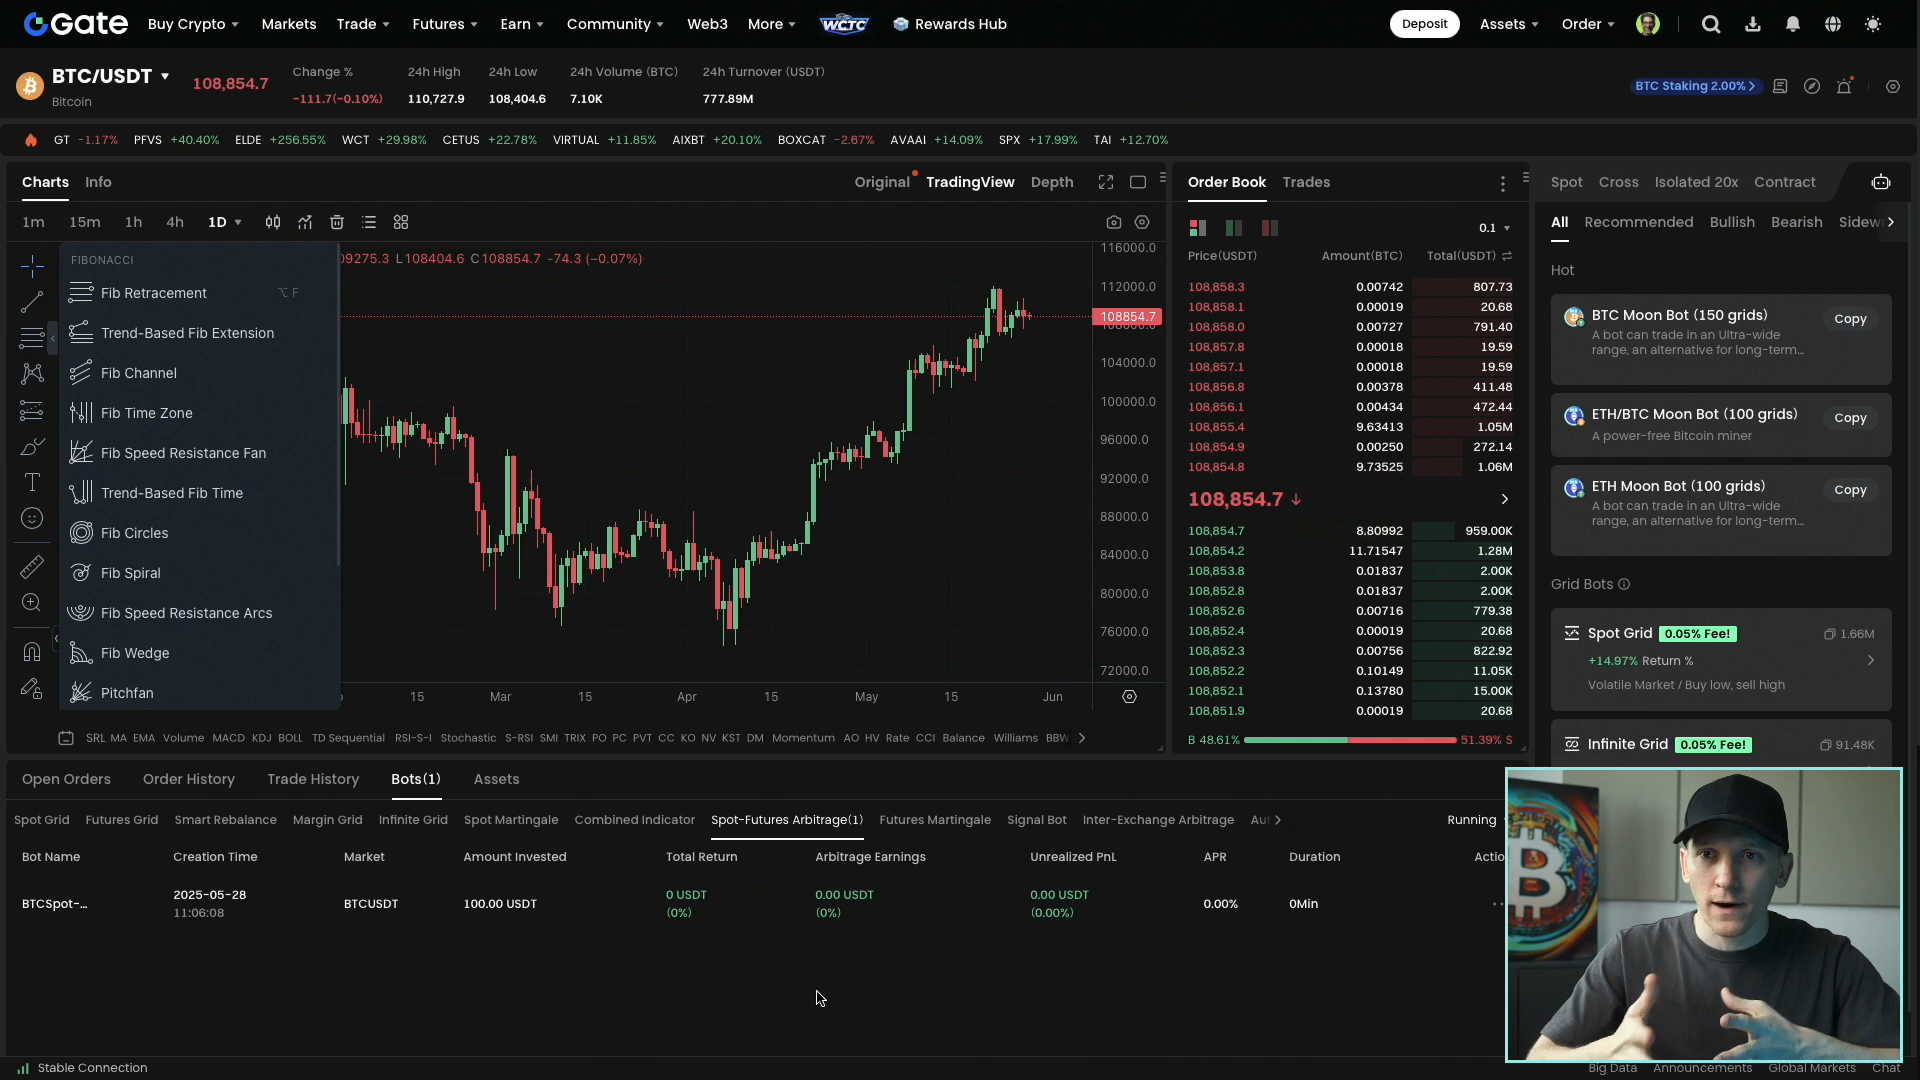 Gate
Buy Crypto
Markets
Trade
Futures
Earn
Community
Web3
More
WCTC
Rewards Hub
Deposit
Assets
Order
BTC/USDT
Bitcoin
108,854.7
Change %
-111.7(-0.10%)
24h High
110,727.9
24h Low
108,404.6
24h Volume (BTC)
7.10K
24h Turnover (USDT)
777.89M
BTC Staking 2.00%
GT -1.17% PFVS +40.40% ELDE +256.55% WCT +29.98% CETUS +22.78% VIRTUAL +11.85% AIXBT +20.10% BOXCAT -2.67% AVAAI +14.09% SPX +17.99% TAI +12.70%
Charts Info
Original TradingView Depth
1m 15m 1h 4h 1D
FIBONACCI
Fib Retracement ⌥ F
Trend-Based Fib Extension
Fib Channel
Fib Time Zone
Fib Speed Resistance Fan
Trend-Based Fib Time
Fib Circles
Fib Spiral
Fib Speed Resistance Arcs
Fib Wedge
Pitchfan
09275.3 L108404.6 C108854.7 -74.3 (-0.07%)
116000.0
112000.0
108854.7
104000.0
100000.0
96000.0
92000.0
88000.0
84000.0
80000.0
76000.0
72000.0
15 Mar 15 Apr 15 May 15 Jun
SRL MA EMA Volume MACD KDJ BOLL TD Sequential RSI-S-I Stochastic S-RSI SMI TRIX PO PC PVT CC KO NV KST DM Momentum AO HV Rate CCI Balance Williams BBW
Order Book Trades
0.1
Price(USDT) Amount(BTC) Total(USDT)
108,858.3 0.00742 807.73
108,858.1 0.00019 20.68
108,858.0 0.00727 791.40
108,857.8 0.00018 19.59
108,857.1 0.00018 19.59
108,856.8 0.00378 411.48
108,856.1 0.00434 472.44
108,855.4 9.63413 1.05M
108,854.9 0.00250 272.14
108,854.8 9.73525 1.06M
108,854.7 ↓
108,854.7 8.80992 959.00K
108,854.2 11.71547 1.28M
108,853.8 0.01837 2.00K
108,852.8 0.01837 2.00K
108,852.6 0.00716 779.38
108,852.4 0.00019 20.68
108,852.3 0.00756 822.92
108,852.2 0.10149 11.05K
108,852.1 0.13780 15.00K
108,851.9 0.00019 20.68
B 48.61% 51.39% S
Spot Cross Isolated 20x Contract
All Recommended Bullish Bearish Sidew
Hot
BTC Moon Bot (150 grids)
A bot can trade in an Ultra-wide
range, an alternative for long-term...
Copy
ETH/BTC Moon Bot (100 grids)
A power-free Bitcoin miner
Copy
ETH Moon Bot (100 grids)
A bot can trade in an Ultra-wide
range, an alternative for long-term...
Copy
Grid Bots
Spot Grid 0.05% Fee! 1.66M
+14.97% Return %
Volatile Market / Buy low, sell high
Infinite Grid 0.05% Fee! 91.48K
Open Orders Order History Trade History Bots(1) Assets
Spot Grid Futures Grid Smart Rebalance Margin Grid Infinite Grid Spot Martingale Combined Indicator Spot-Futures Arbitrage(1) Futures Martingale Signal Bot Inter-Exchange Arbitrage Aut
Running
Bot Name Creation Time Market Amount Invested Total Return Arbitrage Earnings Unrealized PnL APR Duration Actio
BTCSpot-...
2025-05-28
11:06:08
BTCUSDT
100.00 USDT
0 USDT
(0%)
0.00 USDT
(0%)
0.00 USDT
(0.00%)
0.00%
0Min
Stable Connection
Big Data Announcements Global Markets Chat